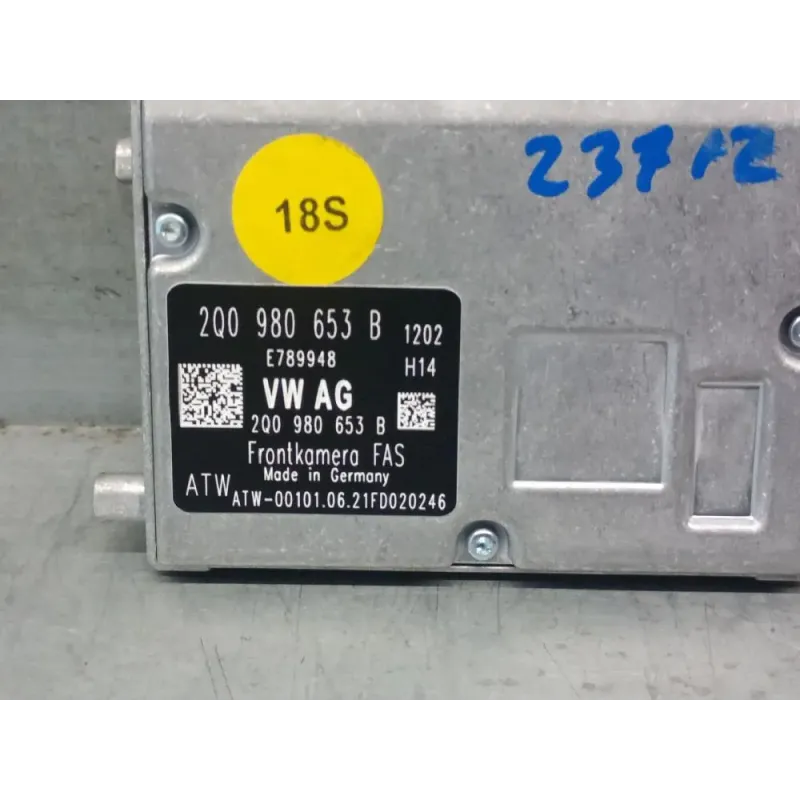 237AZ
18S
2Q0 980 653 B 1202
E789948 H14
VW AG
2Q0 980 653 B
Frontkamera FAS
Made in Germany
ATW ATW-00101.06.21FD020246